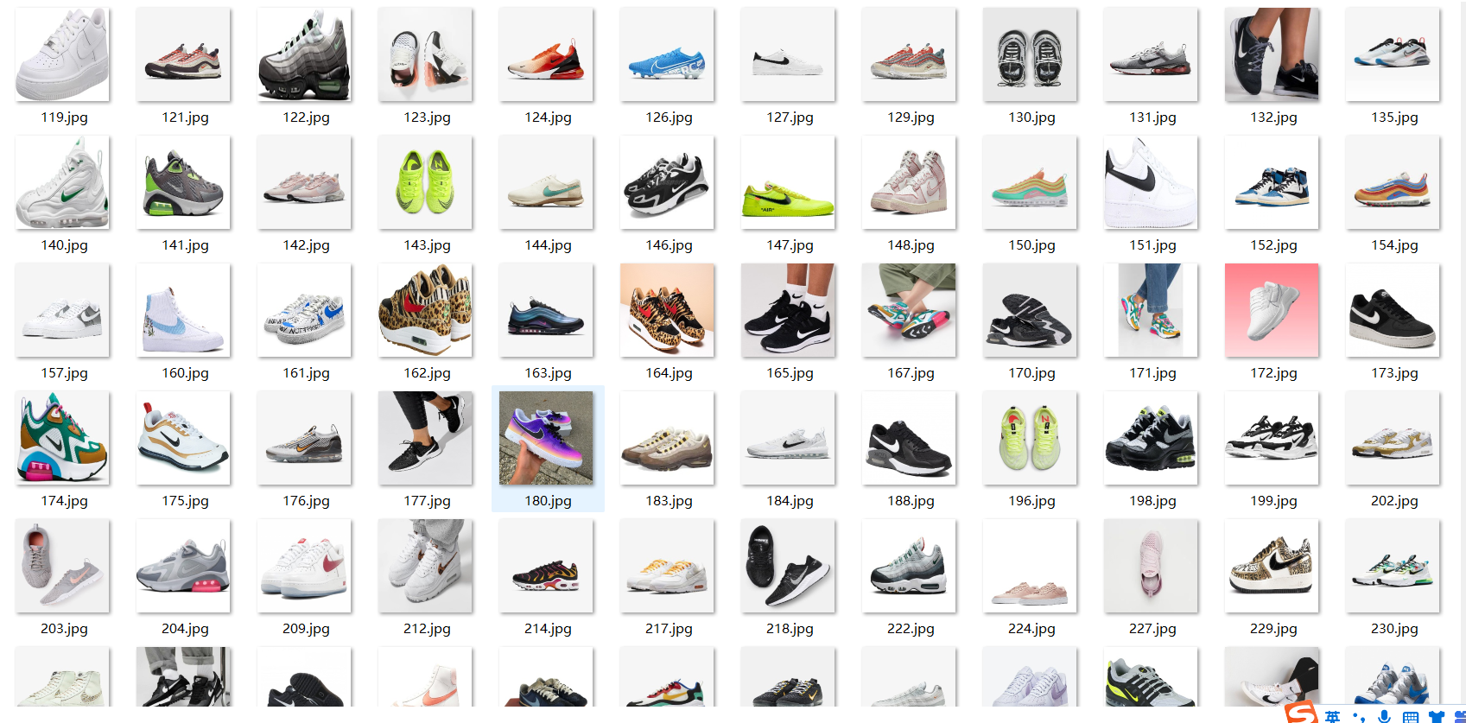 119.jpg 121.jpg 122.jpg 123.jpg 124.jpg 126.jpg 127.jpg 129.jpg 130.jpg 131.jpg 132.jpg 135.jpg
140.jpg 141.jpg 142.jpg 143.jpg 144.jpg 146.jpg 147.jpg 148.jpg 150.jpg 151.jpg 152.jpg 154.jpg
"AIR"
157.jpg 160.jpg 161.jpg 162.jpg 163.jpg 164.jpg 165.jpg 167.jpg 170.jpg 171.jpg 172.jpg 173.jpg
174.jpg 175.jpg 176.jpg 177.jpg 180.jpg 183.jpg 184.jpg 188.jpg 196.jpg 198.jpg 199.jpg 202.jpg
203.jpg 204.jpg 209.jpg 212.jpg 214.jpg 217.jpg 218.jpg 222.jpg 224.jpg 227.jpg 229.jpg 230.jpg
S 英